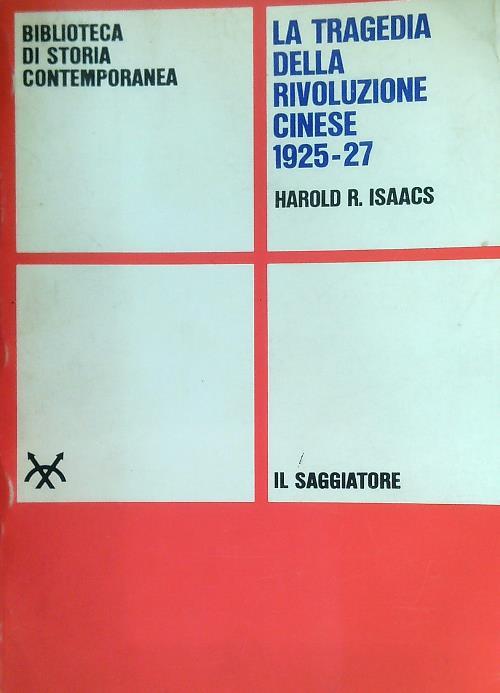 BIBLIOTECA
DI STORIA
CONTEMPORANEA
LA TRAGEDIA
DELLA
RIVOLUZIONE
CINESE
1925-27
HAROLD R. ISAACS
IL SAGGIATORE